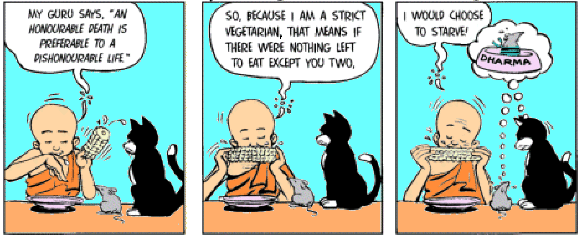 MY GURU SAYS, "AN
HONOURABLE DEATH IS
PREFERABLE TO A
DISHONOURABLE LIFE."
SO, BECAUSE I AM A STRICT
VEGETARIAN, THAT MEANS IF
THERE WERE NOTHING LEFT
TO EAT EXCEPT YOU TWO,
I WOULD CHOOSE
TO STARVE!
DHARMA